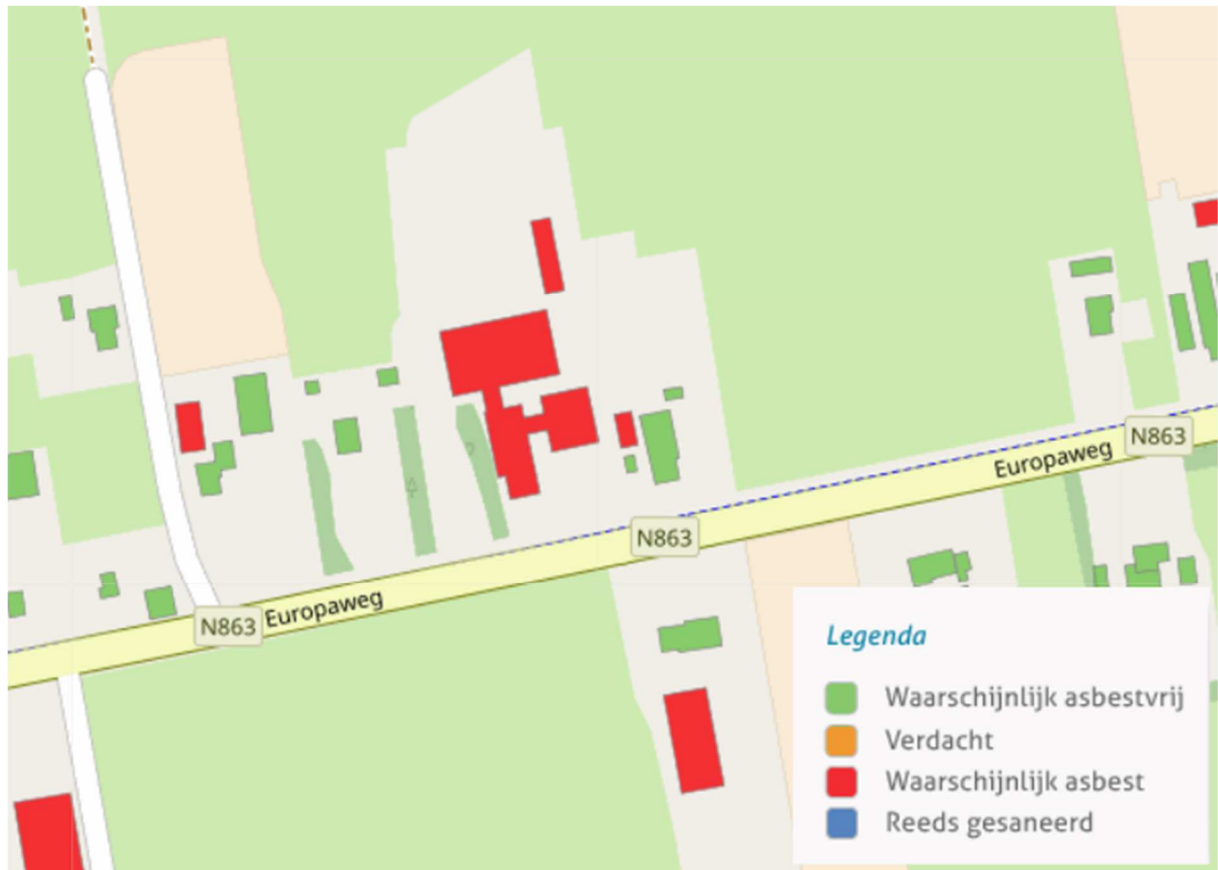 N863
Europaweg
N863
N863
Europaweg
Legenda
Waarschijnlijk asbestvrij
Verdacht
Waarschijnlijk asbest
Reeds gesaneerd